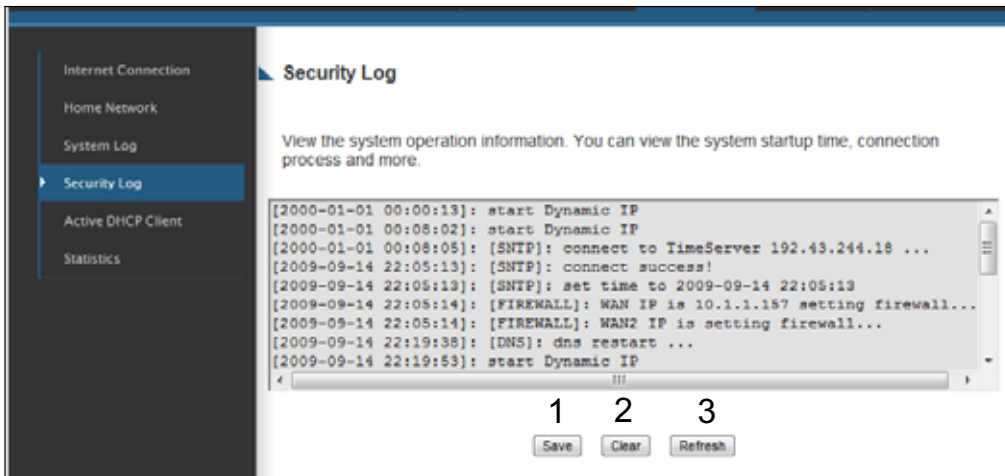 Internet Connection
Home Network
System Log
Security Log
Active DHCP Client
Statistics
Security Log
View the system operation information. You can view the system startup time, connection
process and more.
[2000-01-01 00:00:13]: start Dynamic IP
[2000-01-01 00:08:02]: start Dynamic IP
[2000-01-01 00:08:05]: [SNTP]: connect to TimeServer 192.43.244.18 ...
[2009-09-14 22:05:13]: [SNTP]: connect success!
[2009-09-14 22:05:13]: [SNTP]: set time to 2009-09-14 22:05:13
[2009-09-14 22:05:14]: [FIREWALL]: WAN IP is 10.1.1.157 setting firewall...
[2009-09-14 22:05:14]: [FIREWALL]: WAN2 IP is setting firewall...
[2009-09-14 22:19:38]: [DNS]: dns restart ...
[2009-09-14 22:19:53]: start Dynamic IP
1 2 3
Save Clear Refresh